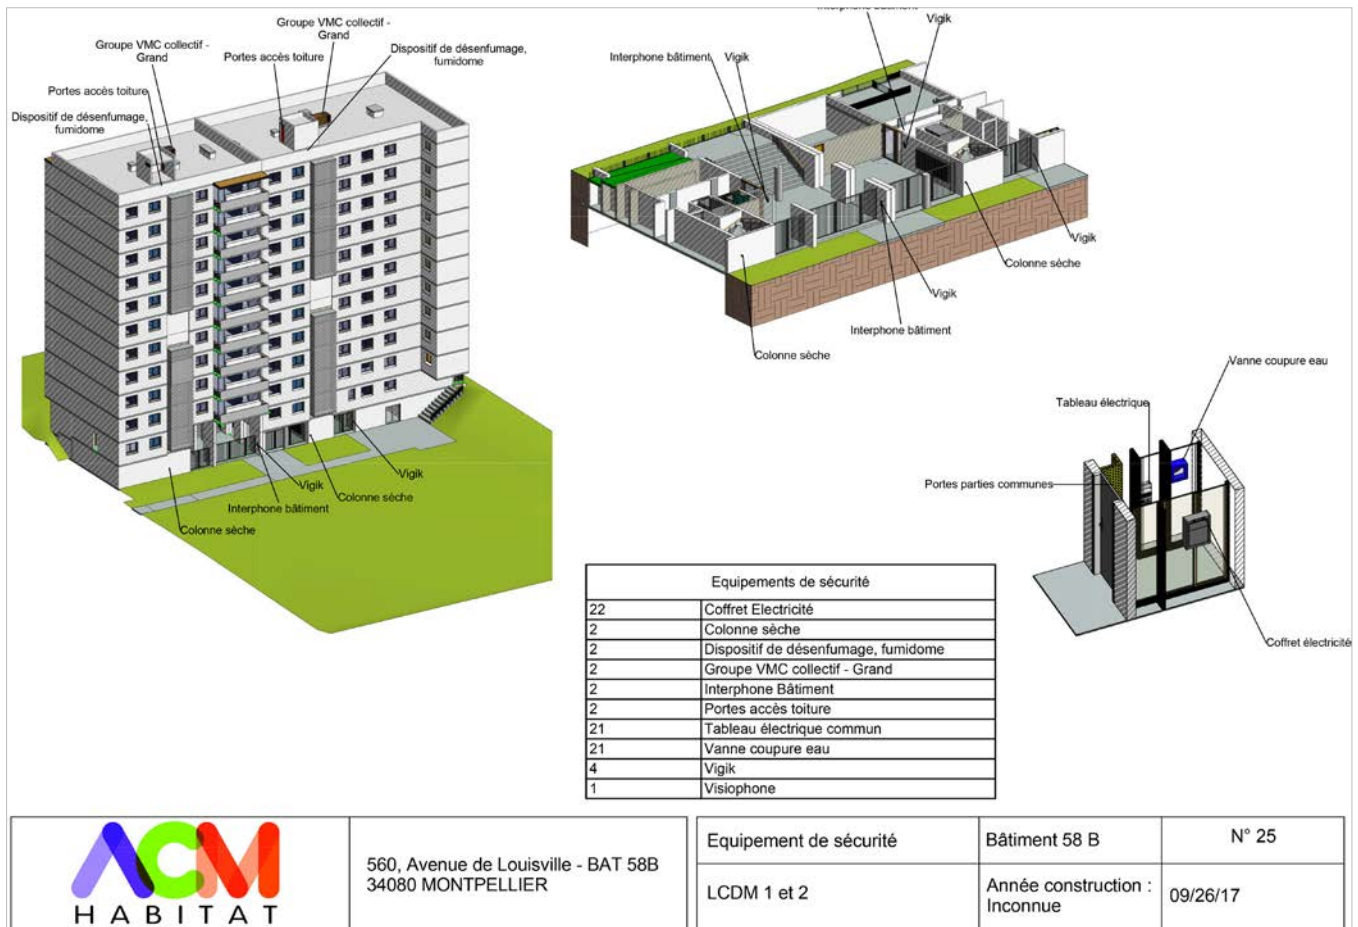 Groupe VMC collectif -
Grand
Groupe VMC collectif -
Grand
Portes accès toiture
Dispositif de désenfumage,
fumidome
Portes accès toiture
Dispositif de désenfumage,
fumidome
Vigik
Vigik
Colonne sèche
Interphone bâtiment
Colonne sèche
Interphone bâtiment
Vigik
Interphone bâtiment
Vigik
Vigik
Colonne sèche
Vigik
Interphone bâtiment
Colonne sèche
Vanne coupure eau
Tableau électrique
Portes parties communes
Coffret électricité
Equipements de sécurité
22 Coffret Electricité
2 Colonne sèche
2 Dispositif de désenfumage, fumidome
2 Groupe VMC collectif - Grand
2 Interphone Bâtiment
2 Portes accès toiture
21 Tableau électrique commun
21 Vanne coupure eau
4 Vigik
1 Visiophone
ACM
HABITAT
560, Avenue de Louisville - BAT 58B
34080 MONTPELLIER
Equipement de sécurité
Bâtiment 58 B
N° 25
LCDM 1 et 2
Année construction :
Inconnue
09/26/17